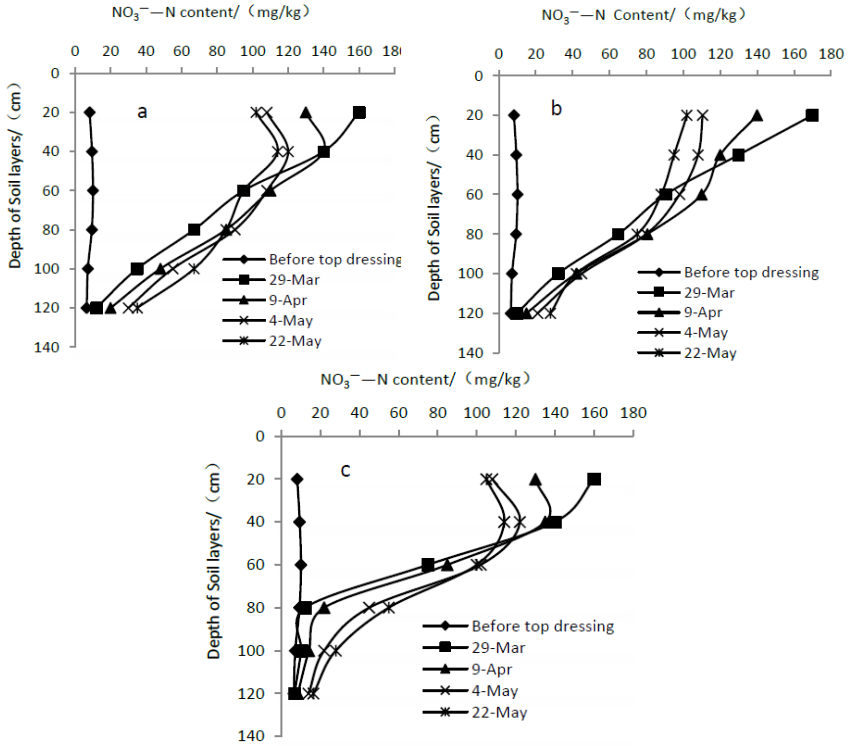 NO₃⁻—N content/（mg/kg）
0 20 40 60 80 100 120 140 160 18
0
20
40
60
80
100
120
140
Depth of Soil layers/（cm）
a
Before top dressing
29-Mar
9-Apr
4-May
22-May
NO₃⁻—N Content/（mg/kg）
0 20 40 60 80 100 120 140 160 180
0
20
40
60
80
100
120
140
Depth of Soil layers/（cm）
b
Before top dressing
29-Mar
9-Apr
4-May
22-May
NO₃⁻—N content/（mg/kg）
0 20 40 60 80 100 120 140 160 180
0
20
40
60
80
100
120
140
Depth of Soil layers/（cm）
c
Before top dressing
29-Mar
9-Apr
4-May
22-May